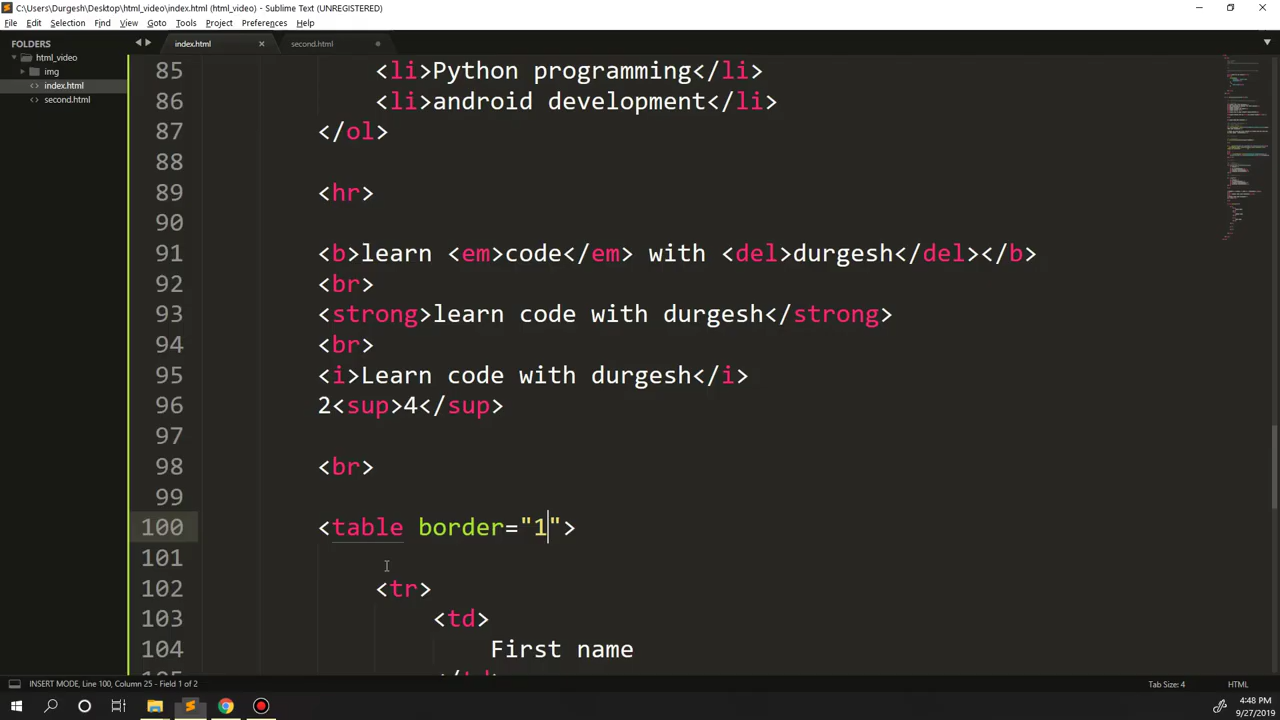 C:\Users\Durgesh\Desktop\html_video\index.html (html_video) - Sublime Text (UNREGISTERED)
File Edit Selection Find View Goto Tools Project Preferences Help
FOLDERS
html_video
img
index.html
second.html
index.html second.html
85 <li>Python programming</li>
86 <li>android development</li>
87 </ol>
88
89 <hr>
90
91 <b>learn <em>code</em> with <del>durgesh</del></b>
92 <br>
93 <strong>learn code with durgesh</strong>
94 <br>
95 <i>Learn code with durgesh</i>
96 2<sup>4</sup>
97
98 <br>
99
100 <table border="1">
101
102 <tr>
103 <td>
104 First name
INSERT MODE, Line 100, Column 25 - Field 1 of 2 Tab Size: 4 HTML
4:48 PM
9/27/2019